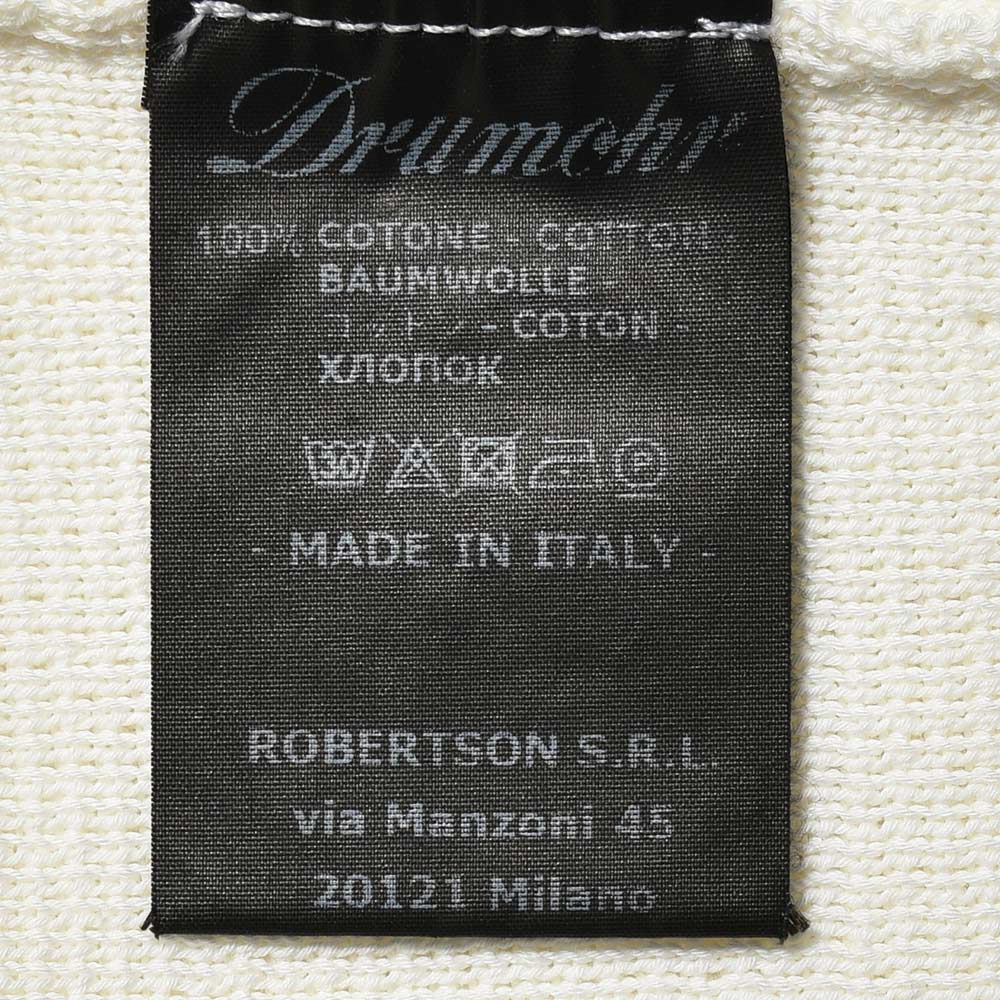 Drumohr
100% COTONE - COTTON -
BAUMWOLLE -
コットン - COTON -
ХЛОПОК
30 P
- MADE IN ITALY -
ROBERTSON S.R.L.
via Manzoni 45
20121 Milano